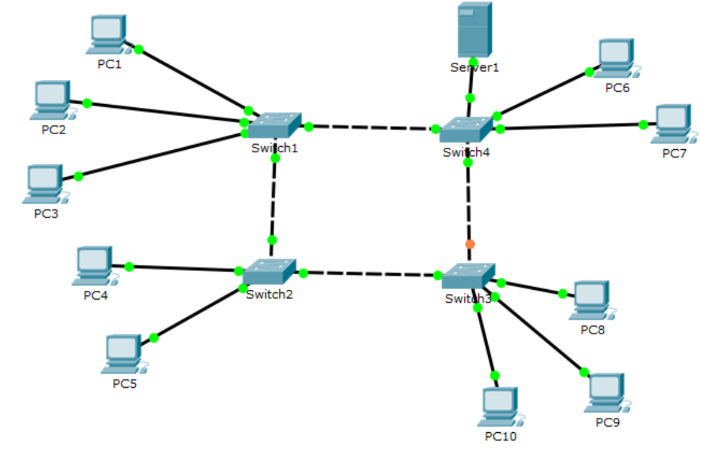 PC1
Server1
PC6
PC2
Switch1
Switch4
PC7
PC3
PC4
Switch2
Switch3
PC8
PC5
PC10
PC9